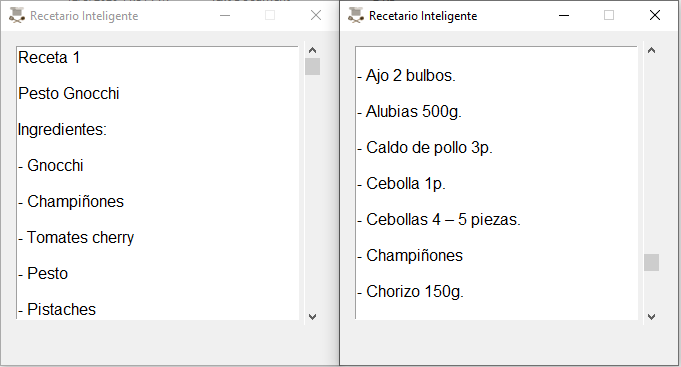 Recetario Inteligente
Receta 1
Pesto Gnocchi
Ingredientes:
- Gnocchi
- Champiñones
- Tomates cherry
- Pesto
- Pistaches
Recetario Inteligente
- Ajo 2 bulbos.
- Alubias 500g.
- Caldo de pollo 3p.
- Cebolla 1p.
- Cebollas 4 – 5 piezas.
- Champiñones
- Chorizo 150g.